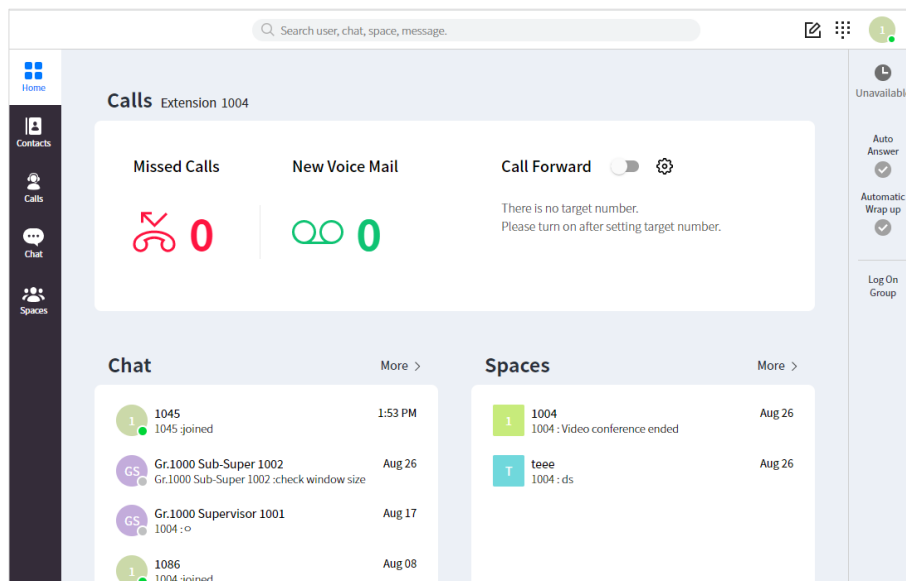 Search user, chat, space, message.
1
Home
Contacts
Calls
Chat
Spaces
Calls Extension 1004
Missed Calls
0
New Voice Mail
0
Call Forward
There is no target number.
Please turn on after setting target number.
Chat
More >
1
1045
1:53 PM
1045 :joined
GS
Gr.1000 Sub-Super 1002
Aug 26
Gr.1000 Sub-Super 1002 :check window size
GS
Gr.1000 Supervisor 1001
Aug 17
1004 :ㅇ
1
1086
Aug 08
1004 :joined
Spaces
More >
1
1004
Aug 26
1004 : Video conference ended
T
teee
Aug 26
1004 : ds
Unavailabl
Auto
Answer
Automatic
Wrap up
Log On
Group